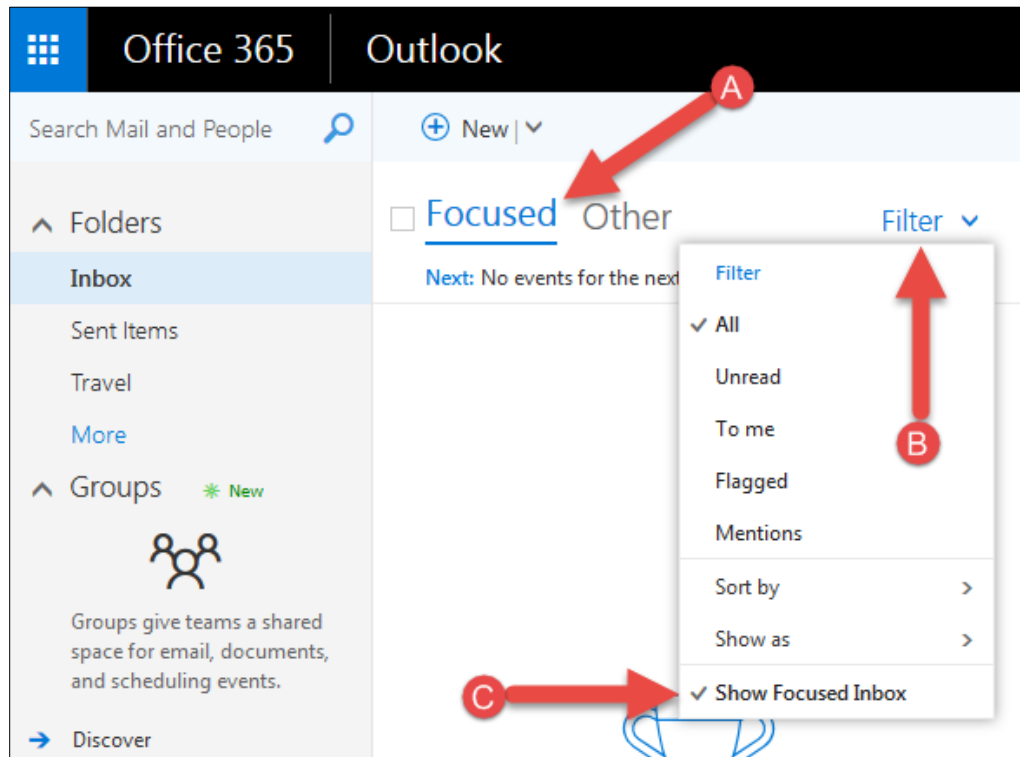 Office 365
Outlook
A
Search Mail and People
New
Focused
Other
Filter
Folders
Inbox
Sent Items
Travel
More
Groups
New
Groups give teams a shared
space for email, documents,
and scheduling events.
Discover
Next: No events for the next
Filter
All
Unread
To me
Flagged
Mentions
Sort by
Show as
Show Focused Inbox
B
C